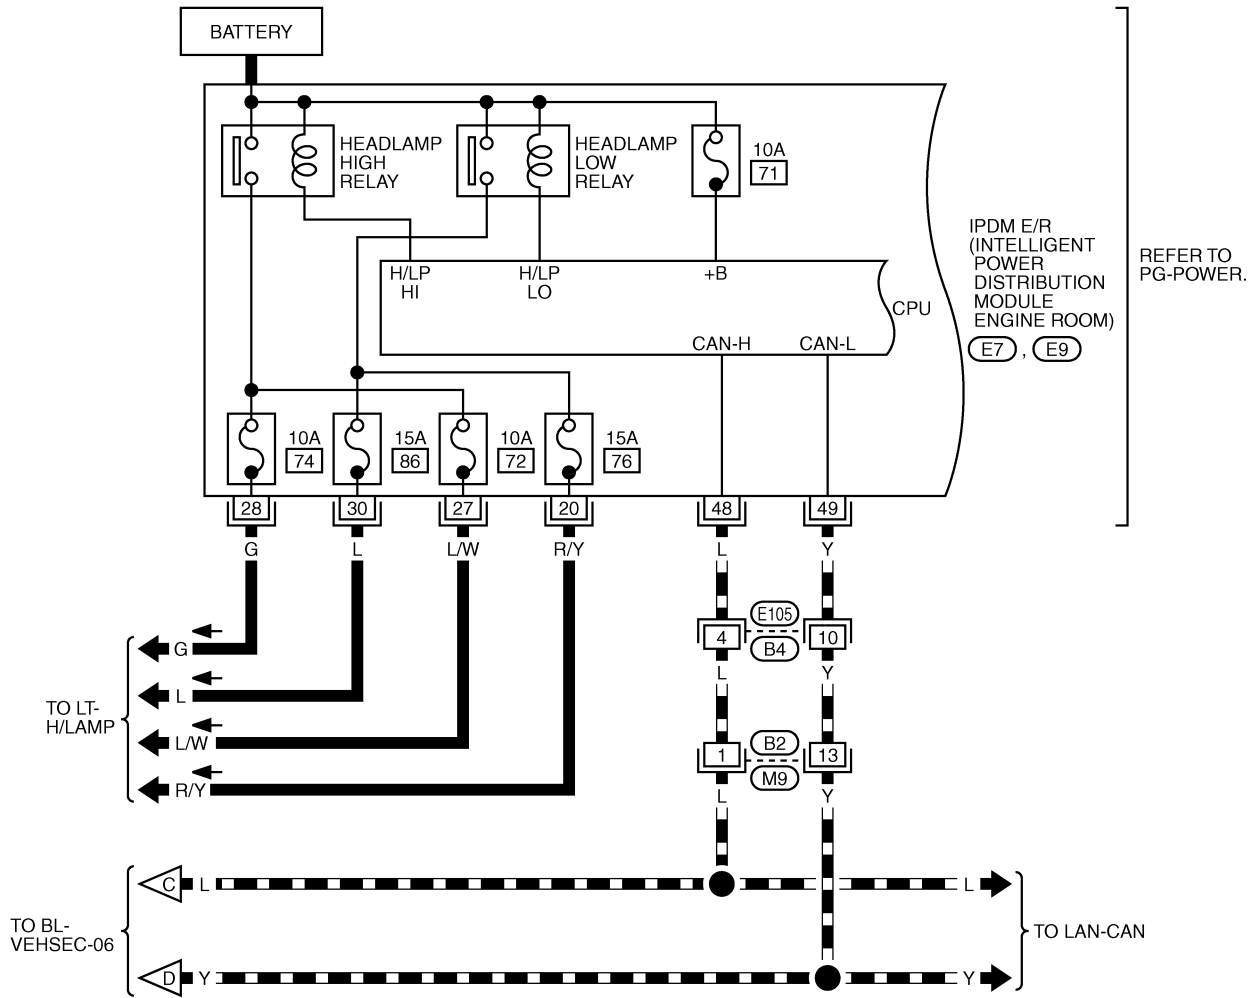 BATTERY
HEADLAMP
HIGH
RELAY
HEADLAMP
LOW
RELAY
10A
71
IPDM E/R
(INTELLIGENT
POWER
DISTRIBUTION
MODULE
ENGINE ROOM)
E7 , E9
REFER TO
PG-POWER.
H/LP
HI
H/LP
LO
+B
CPU
CAN-H
CAN-L
10A
74
15A
86
10A
72
15A
76
28
30
27
20
48
49
G
L
L/W
R/Y
L
Y
E105
4
10
B4
L
Y
G
L
L/W
R/Y
TO LT-
H/LAMP
B2
1
13
M9
L
Y
C
L
L
D
Y
Y
TO BL-
VEHSEC-06
TO LAN-CAN